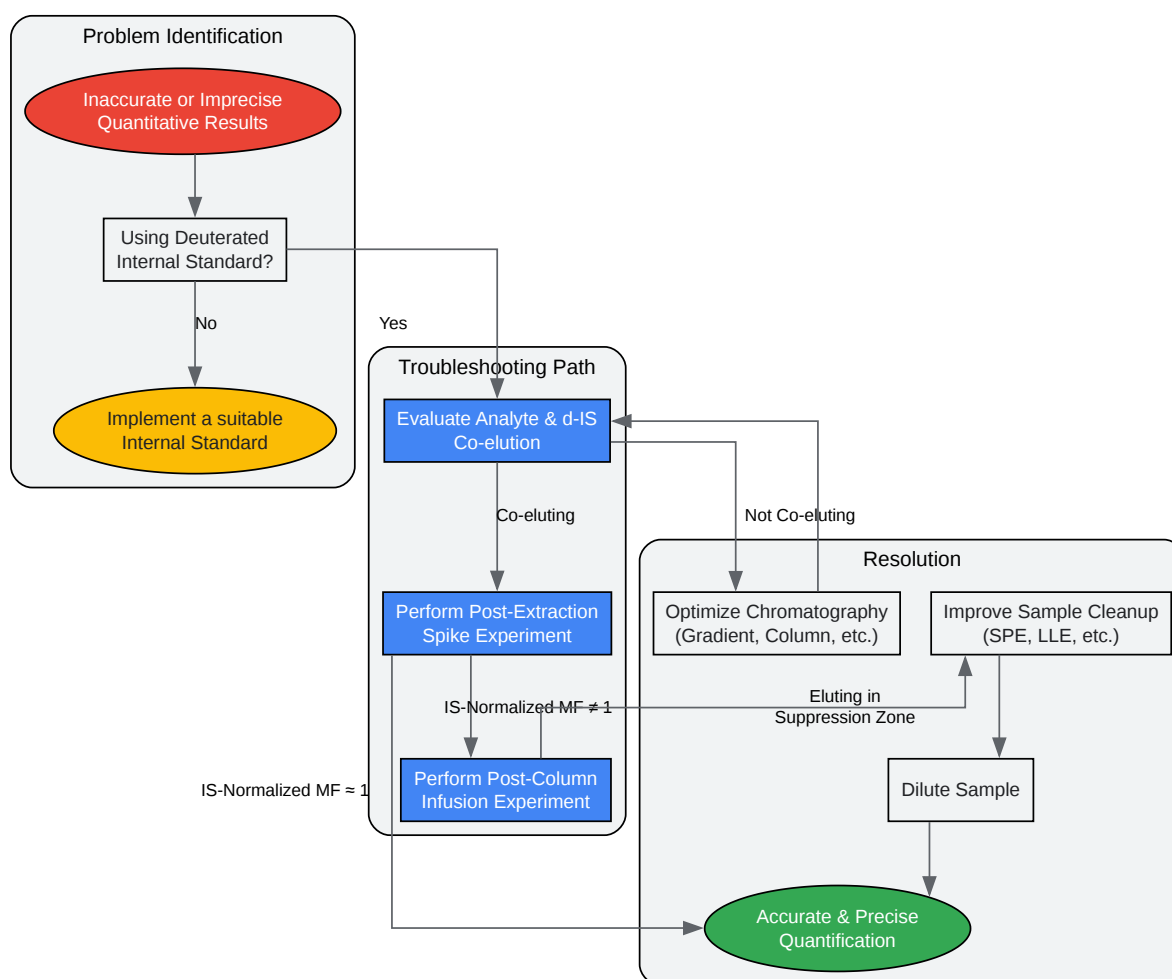 Problem Identification
Inaccurate or Imprecise
Quantitative Results
Using Deuterated
Internal Standard?
No
Yes
Implement a suitable
Internal Standard
Troubleshooting Path
Evaluate Analyte & d-IS
Co-elution
Co-eluting
Not Co-eluting
Perform Post-Extraction
Spike Experiment
IS-Normalized MF ≠ 1
Perform Post-Column
Infusion Experiment
IS-Normalized MF ≈ 1
Resolution
Optimize Chromatography
(Gradient, Column, etc.)
Improve Sample Cleanup
(SPE, LLE, etc.)
Eluting in
Suppression Zone
Dilute Sample
Accurate & Precise
Quantification